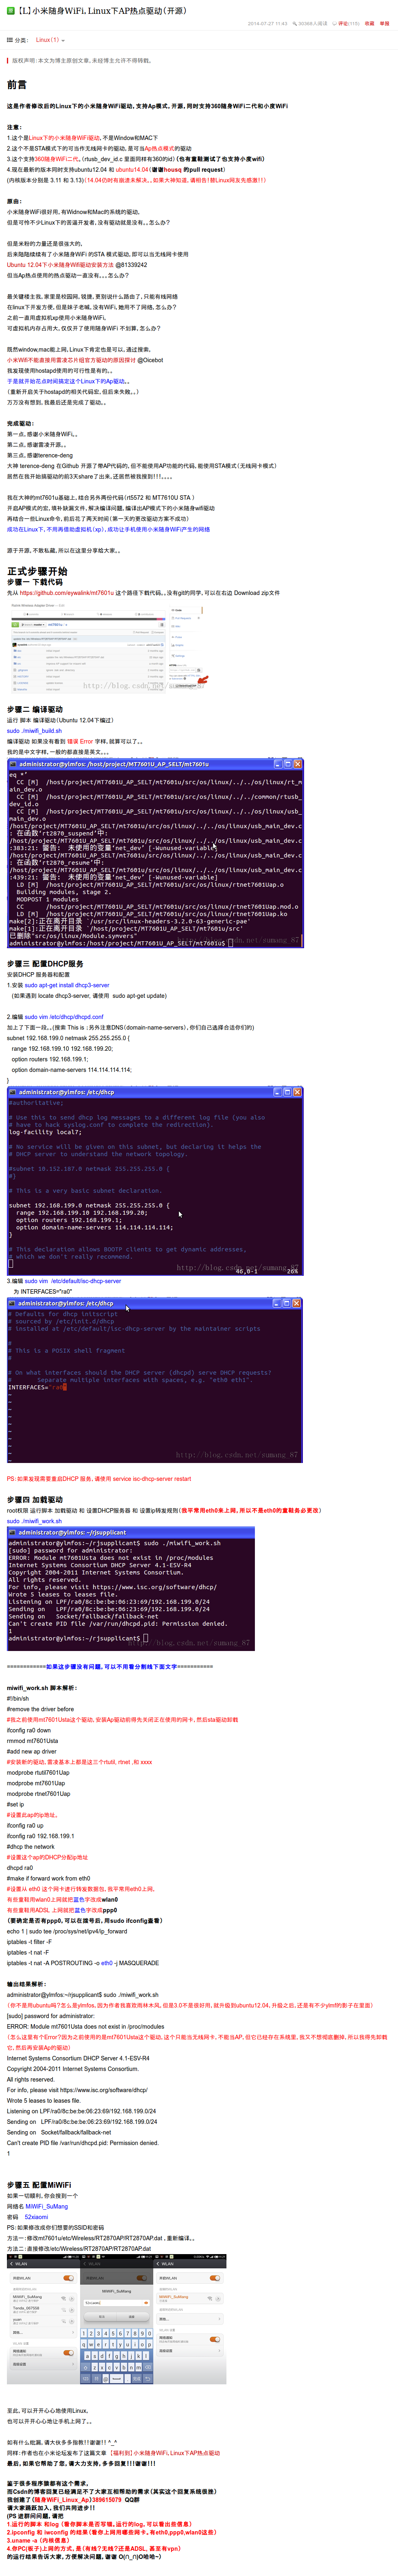 【L】小米随身WiFi，Linux下AP热点驱动（开源）
2014-07-27 11:43
收藏
举报
分类：
Linux（1）
版权声明：本文为博主原创文章，未经博主允许不得转载。
前言
这是作者修改后的Linux下的小米随身WiFi驱动，支持Ap模式，开源，同时支持360随身WiFi二代和小度WiFi
注意：
1.这个是Linux下的小米随身WiFi驱动，不是Window和MAC下
2.这个不是STA模式下的可当作无线网卡的驱动，是可当Ap热点模式的驱动
3.这个支持360随身WiFi二代。（rtusb_dev_id.c 里面同样有360的id）（也有童鞋测试了也支持小度wifi）
4.现在最新的版本同时支持ubuntu12.04 和 ubuntu14.04（谢谢housq 的pull request）
(内核版本分别是 3.11 和 3.13)（14.04仍时有崩溃未解决。。如果大神知道，请相告！替Linux网友先感激！！）
原由：
小米随身WiFi很好用，有Widnow和Mac的系统的驱动，
但是可怜不少Linux下的苦逼开发者，没有驱动就是没有。。怎么办？
但是米粉的力量还是很强大的，
后来陆陆续续有了小米随身WiFi 的STA 模式驱动，即可以当无线网卡使用
Ubuntu 12.04下小米随身Wifi驱动安装方法 @81339242
但当Ap热点使用的热点驱动一直没有。。。怎么办？
最关键楼主我，家里是校园网，锐捷，更别说什么路由了，只能有线网络
在linux下开发方便，但是妹子老喊，没有WiFi，她用不了网络，怎么办？
之前一直用虚拟机xp使用小米随身WiFi，
可虚拟机内存占用大，仅仅开了使用随身WiFi 不划算，怎么办？
既然window,mac能上网，Linux下肯定也是可以，通过搜索，
小米Wifi不能直接用雷凌芯片组官方驱动的原因探讨 @Dicebot
我发现使用hostapd使用的可行性是有的。。
于是就开始花点时间搞定这个Linux下的Ap驱动。。
（重新开启关于hostapd的相关代码宏，但后来失败。。）
万万没有想到，我最后还是完成了驱动。。
完成驱动：
第一点，感谢小米随身WiFi。。
第二点，感谢雷凌开源。。
第三点，感谢terence-deng
大神 terence-deng 在Github 开源了带AP代码的，但不能使用AP功能的代码，能使用STA模式（无线网卡模式）
居然在我开始搞驱动的前3天share了出来，还居然被我搜到！！！，，，，
我在大神的mt7601u基础上，结合另外两份代码（rt5572 和 MT7610U STA ）
开启AP模式的宏，填补缺漏文件，解决编译问题，编译出AP模式下的小米随身wifi驱动
再结合一些Linux命令，前后花了两天时间（第一天的更改驱动方案不成功）
成功在Linux下，不用再借助虚拟机（xp），成功让手机使用小米随身WiFi产生的网络
源于开源，不敢私藏，所以在这里分享给大家。。
正式步骤开始
步骤一 下载代码
先从 https://github.com/eywalink/mt7601u 这个路径下载代码。。没有git的同学，可以在右边 Download zip文件
步骤二 编译驱动
运行 脚本 编译驱动（Ubuntu 12.04下编过）
sudo ./miwifi_build.sh
编译驱动 如果没有看到 错误 Error 字样，就算可以了。。
我的是中文字样，一般的都直接是英文。。。
administrator@ylmfos: /host/project/MT7601U_AP_SELT/mt7601u
eq *'
CC [M] /host/project/MT7601U_AP_SELT/mt7601u/src/os/linux/../../os/linux/rt_m
ain_dev.o
CC [M] /host/project/MT7601U_AP_SELT/mt7601u/src/os/linux/../../common/rtusb_
dev_id.o
CC [M] /host/project/MT7601U_AP_SELT/mt7601u/src/os/linux/../../os/linux/usb_
main_dev.o
/host/project/MT7601U_AP_SELT/mt7601u/src/os/linux/../../os/linux/usb_main_dev.c
: 在函数'rt2870_suspend'中:
/host/project/MT7601U_AP_SELT/mt7601u/src/os/linux/../../os/linux/usb_main_dev.c
:383:21: 警告: 未使用的变量'net_dev' [-Wunused-variable]
/host/project/MT7601U_AP_SELT/mt7601u/src/os/linux/../../os/linux/usb_main_dev.c
: 在函数'rt2870_resume'中:
/host/project/MT7601U_AP_SELT/mt7601u/src/os/linux/../../os/linux/usb_main_dev.c
:439:21: 警告: 未使用的变量'net_dev' [-Wunused-variable]
LD [M] /host/project/MT7601U_AP_SELT/mt7601u/src/os/linux/rtnet7601Uap.o
Building modules, stage 2.
MODPOST 1 modules
CC /host/project/MT7601U_AP_SELT/mt7601u/src/os/linux/rtnet7601Uap.mod.o
LD [M] /host/project/MT7601U_AP_SELT/mt7601u/src/os/linux/rtnet7601Uap.ko
make[2]:正在离开目录 `/usr/src/linux-headers-3.2.0-63-generic-pae'
make[1]:正在离开目录 `/host/project/MT7601U_AP_SELT/mt7601u/src'
已删除"src/os/linux/Module.symvers"
administrator@ylmfos:/host/project/MT7601U_AP_SELT/mt7601u$
步骤三 配置DHCP服务
安装DHCP 服务器和配置
1.安装 sudo apt-get install dhcp3-server
(如果遇到 locate dhcp3-server, 请使用 sudo apt-get update)
2.编辑 sudo vim /etc/dhcp/dhcpd.conf
加上了下面一段。。（搜索 This is ；另外注意DNS（domain-name-servers），你们自己选择合适你们的）
subnet 192.168.199.0 netmask 255.255.255.0 {
range 192.168.199.10 192.168.199.20;
option routers 192.168.199.1;
option domain-name-servers 114.114.114.114;
}
administrator@ylmfos: /etc/dhcp
#authoritative;
# Use this to send dhcp log messages to a different log file (you also
# have to hack syslog.conf to complete the redirection).
log-facility local7;
# No service will be given on this subnet, but declaring it helps the
# DHCP server to understand the network topology.
#subnet 10.152.187.0 netmask 255.255.255.0 {
#}
# This is a very basic subnet declaration.
subnet 192.168.199.0 netmask 255.255.255.0 {
range 192.168.199.10 192.168.199.20;
option routers 192.168.199.1;
option domain-name-servers 114.114.114.114;
}
# This declaration allows BOOTP clients to get dynamic addresses,
# which we don't really recommend.
http://blog.csdn.net/sumang_87
46,0-1 26%
3.编辑 sudo vim /etc/default/isc-dhcp-server
为 INTERFACES="ra0"
administrator@ylmfos: /etc/dhcp
# Defaults for dhcp initscript
# sourced by /etc/init.d/dhcp
# installed at /etc/default/isc-dhcp-server by the maintainer scripts
#
# This is a POSIX shell fragment
#
# On what interfaces should the DHCP server (dhcpd) serve DHCP requests?
# Separate multiple interfaces with spaces, e.g. "eth0 eth1".
INTERFACES="ra0"
http://blog.csdn.net/sumang_87
PS: 如果发现需要重启DHCP 服务，请使用 service isc-dhcp-server restart
步骤四 加载驱动
root权限 运行脚本 加载驱动 和 设置DHCP服务器 和 设置ip转发规则（我平常用eth0来上网，所以不是eth0的童鞋务必更改）
sudo ./miwifi_work.sh
administrator@ylmfos: ~/rjsupplicant
administrator@ylmfos:~/rjsupplicant$ sudo ./miwifi_work.sh
[sudo] password for administrator:
ERROR: Module mt7601Usta does not exist in /proc/modules
Internet Systems Consortium DHCP Server 4.1-ESV-R4
Copyright 2004-2011 Internet Systems Consortium.
All rights reserved.
For info, please visit https://www.isc.org/software/dhcp/
Wrote 5 leases to leases file.
Listening on LPF/ra0/8c:be:be:06:23:69/192.168.199.0/24
Sending on LPF/ra0/8c:be:be:06:23:69/192.168.199.0/24
Sending on Socket/fallback/fallback-net
Can't create PID file /var/run/dhcpd.pid: Permission denied.
1
administrator@ylmfos:~/rjsupplicant$
============如果这步骤没有问题，可以不用看分割线下面文字===========
miwifi_work.sh 脚本解析：
#!/bin/sh
#remove the driver before
#我之前使用mt7601Usta这个驱动，安装Ap驱动前得先关闭正在使用的网卡，然后sta驱动卸载
ifconfig ra0 down
rmmod mt7601Usta
#add new ap driver
#安装新的驱动，雷凌基本上都是这三个rtutil, rtnet ,和 xxxx
modprobe rtutil7601Uap
modprobe mt7601Uap
modprobe rtnet7601Uap
#set ip
#设置此ap的ip地址。
ifconfig ra0 up
ifconfig ra0 192.168.199.1
#dhcp the network
#设置这个ap的DHCP分配ip地址
dhcpd ra0
#make if forward work from eth0
#设置从 eth0 这个网卡进行转发数据包，我平常用eth0上网，
有些童鞋用wlan0上网就把蓝色字改成wlan0
有些童鞋用ADSL 上网就把蓝色字改成ppp0
（要确定是否有ppp0，可以在拨号后，用sudo ifconfig查看）
echo 1 | sudo tee /proc/sys/net/ipv4/ip_forward
iptables -t filter -F
iptables -t nat -F
iptables -t nat -A POSTROUTING -o eth0 -j MASQUERADE
输出结果解析：
administrator@ylmfos:~/rjsupplicant$ sudo ./miwifi_work.sh
（你不是用ubuntu吗？怎么是ylmfos，因为作者我喜欢雨林木风，但是3.0不是很好用，就升级到ubuntu12.04，升级之后，还是有不少ylmf的影子在里面）
[sudo] password for administrator:
ERROR: Module mt7601Usta does not exist in /proc/modules
（怎么这里有个Error？因为之前使用的是mt7601Usta这个驱动，这个只能当无线网卡，不能当AP，但它已经存在系统里，我又不想彻底删掉，所以我得先卸载它，然后再安装Ap的驱动）
Internet Systems Consortium DHCP Server 4.1-ESV-R4
Copyright 2004-2011 Internet Systems Consortium.
All rights reserved.
For info, please visit https://www.isc.org/software/dhcp/
Wrote 5 leases to leases file.
Listening on LPF/ra0/8c:be:be:06:23:69/192.168.199.0/24
Sending on LPF/ra0/8c:be:be:06:23:69/192.168.199.0/24
Sending on Socket/fallback/fallback-net
Can't create PID file /var/run/dhcpd.pid: Permission denied.
1
步骤五 配置MiWiFi
如果一切顺利，你会搜到一个
网络名 MiWiFi_SuMang
密码 52xiaomi
PS: 如果修改成你们想要的SSID和密码
方法一：修改mt7601u/etc/Wireless/RT2870AP/RT2870AP.dat ，重新编译。。
方法二：直接修改/etc/Wireless/RT2870AP/RT2870AP.dat
至此，可以开开心心地使用Linux，
也可以开开心心地让手机上网了。。
如有什么纰漏，请大伙多多指教！！谢谢！！ ^_^
同样：作者也在小米论坛发布了这篇文章 【福利到】小米随身WiFi，Linux下AP热点驱动
最后，如果它帮助了您，请大力支持，多多回复！！！谢谢！！！
鉴于很多程序猿都有这个需求，
而Csdn的博客回复已经满足不了大家互相帮助的需求（其实这个回复系统很挫）
我创建了（随身WiFi_Linux_Ap）389615079 QQ群
请大家踊跃加入，我们共同进步！！
(PS 进群问问题，请把
1.运行的脚本 和log （看你脚本是否写错，运行的log，可以看出些信息）
2.ipconfig 和 iwconfig 的结果（看你上网用哪些网卡，有eth0,ppp0,wlan0这些）
3.uname -a （内核信息）
4.你PC(板子)上网的方式，是（有线？无线？还是ADSL，甚至有vpn）
的运行结果告诉大家，方便解决问题，谢谢 O(∩_∩)O哈哈~）